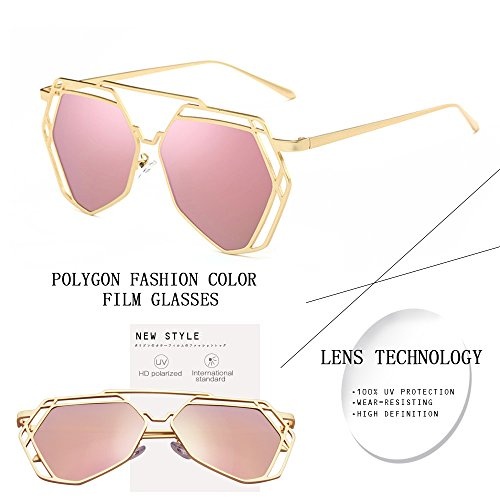 POLYGON FASHION COLOR
FILM GLASSES
NEW STYLE
UV
HD polarized
International
standard
LENS TECHNOLOGY
•100% UV PROTECTION
•WEAR-RESISTING
•HIGH DEFINITION